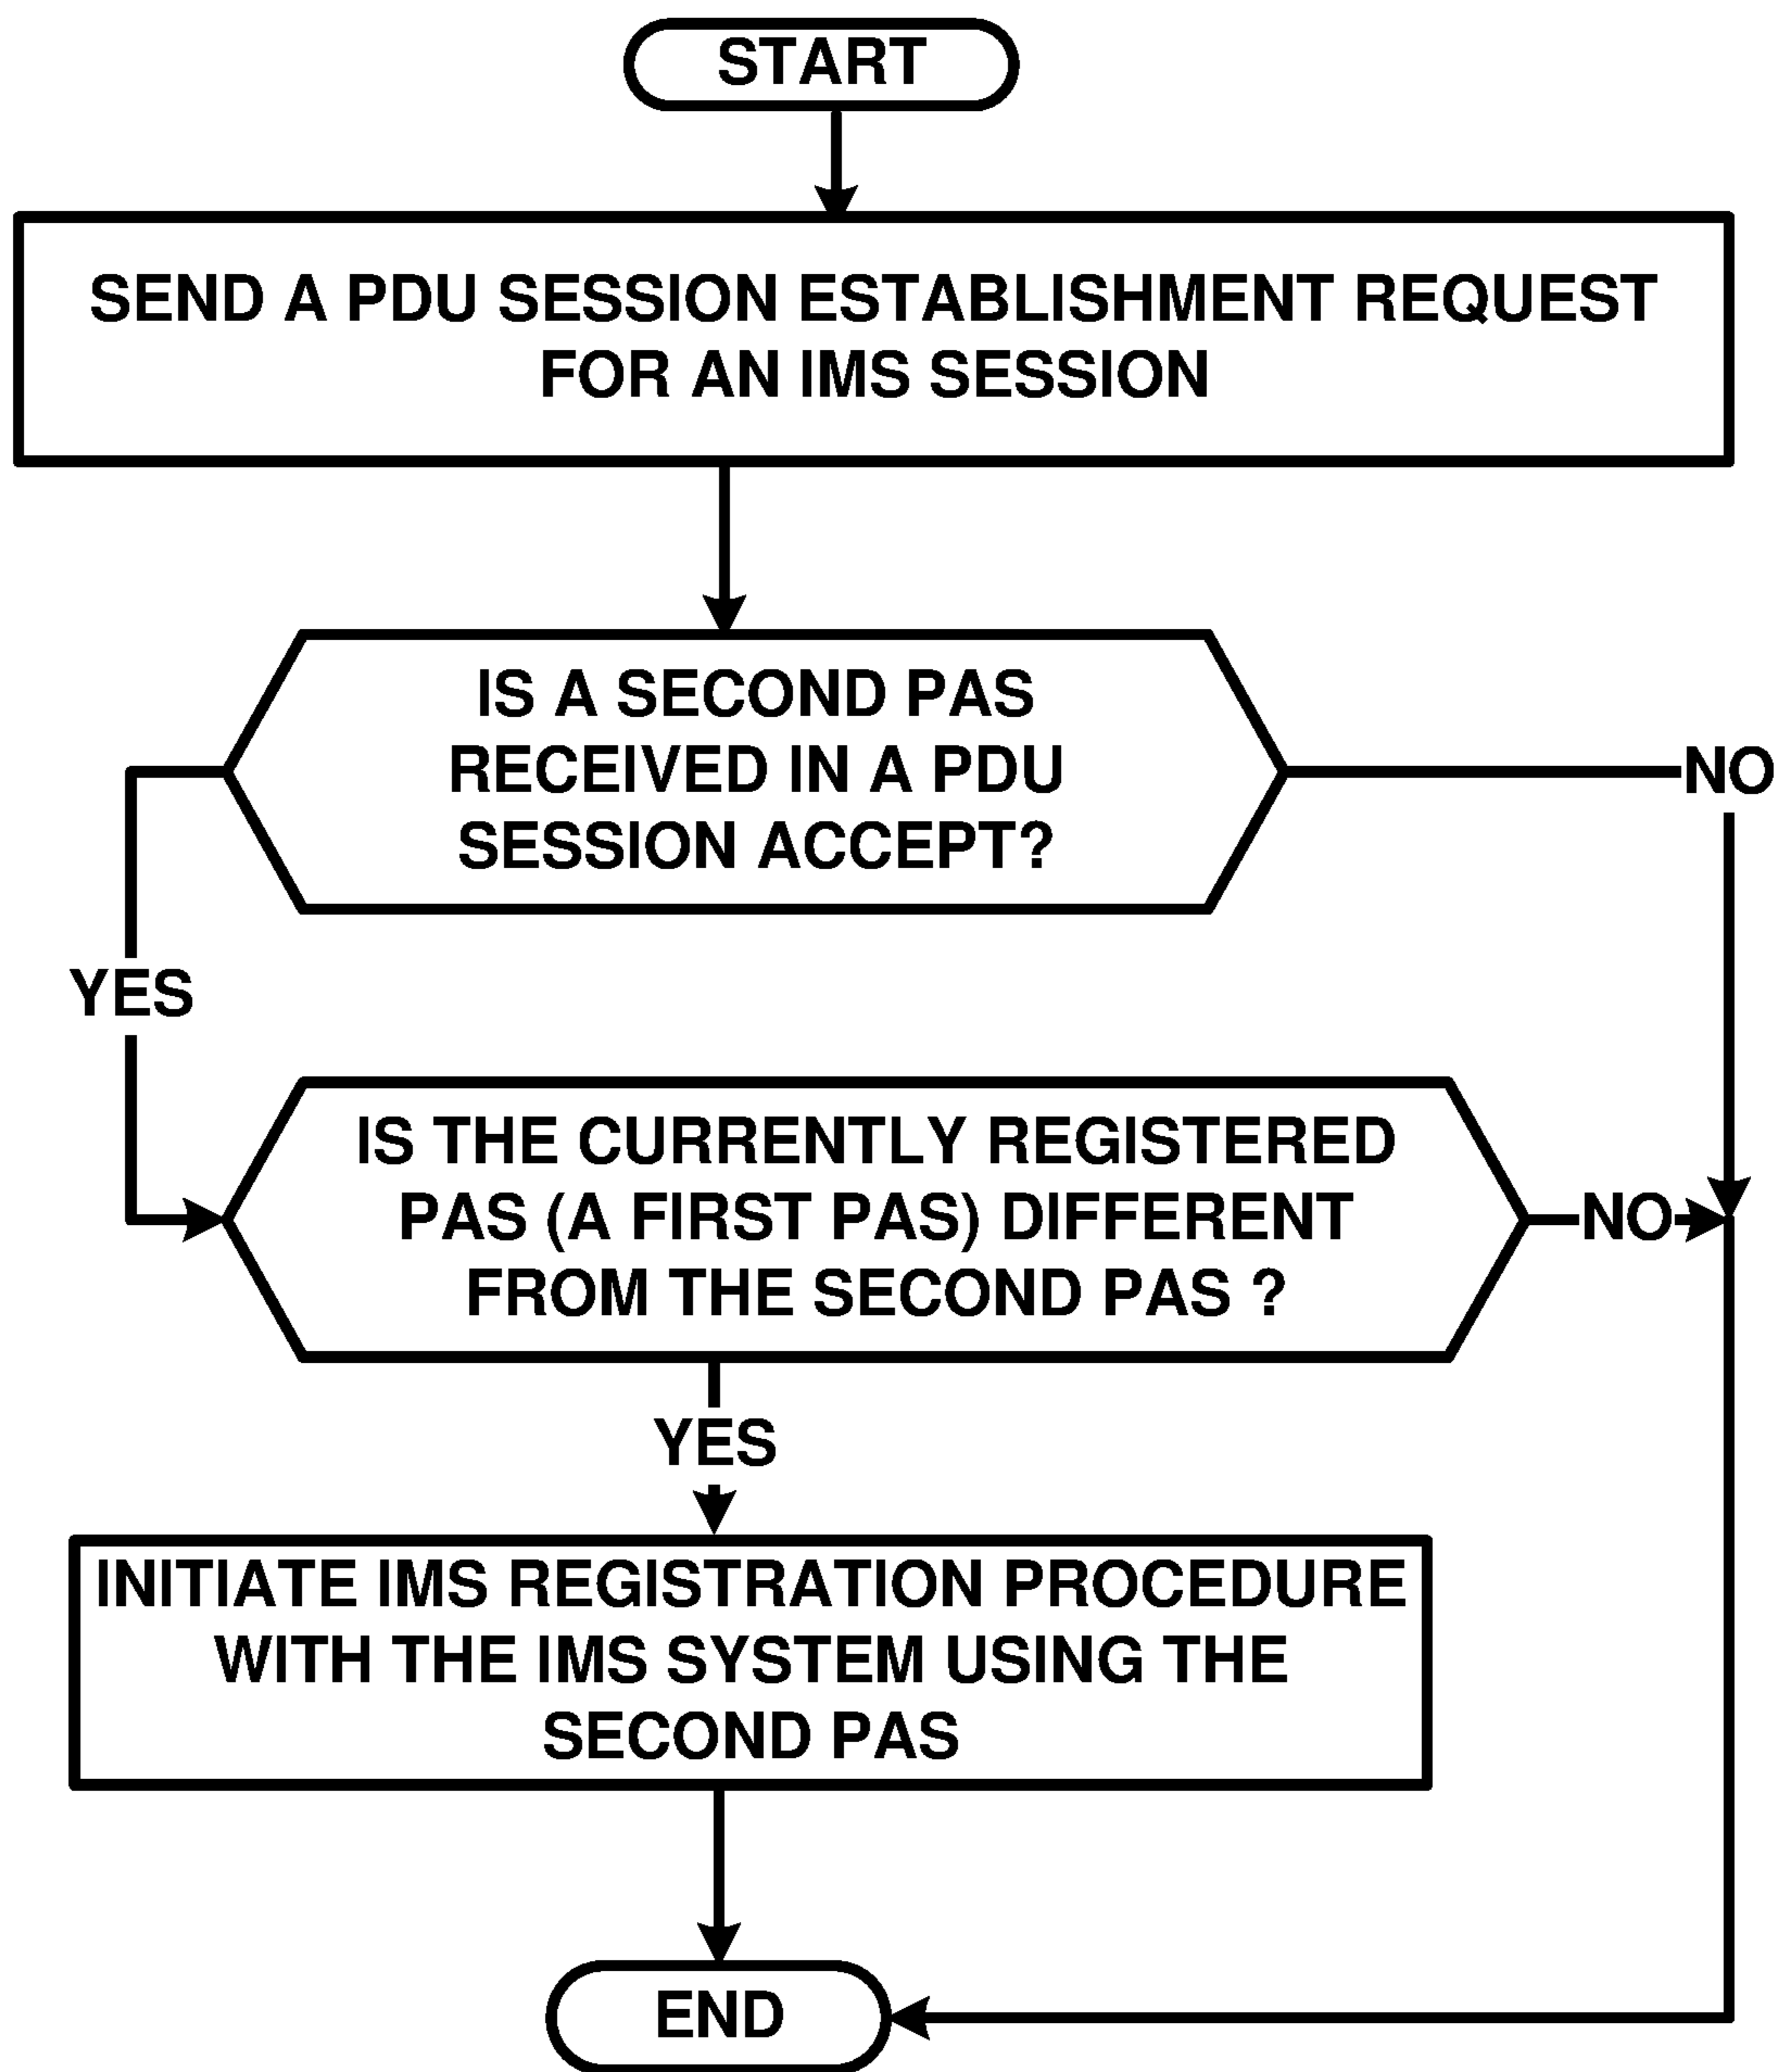 START
SEND A PDU SESSION ESTABLISHMENT REQUEST
FOR AN IMS SESSION
IS A SECOND PAS
RECEIVED IN A PDU
SESSION ACCEPT?
NO
YES
IS THE CURRENTLY REGISTERED
PAS (A FIRST PAS) DIFFERENT
FROM THE SECOND PAS ?
NO
YES
INITIATE IMS REGISTRATION PROCEDURE
WITH THE IMS SYSTEM USING THE
SECOND PAS
END